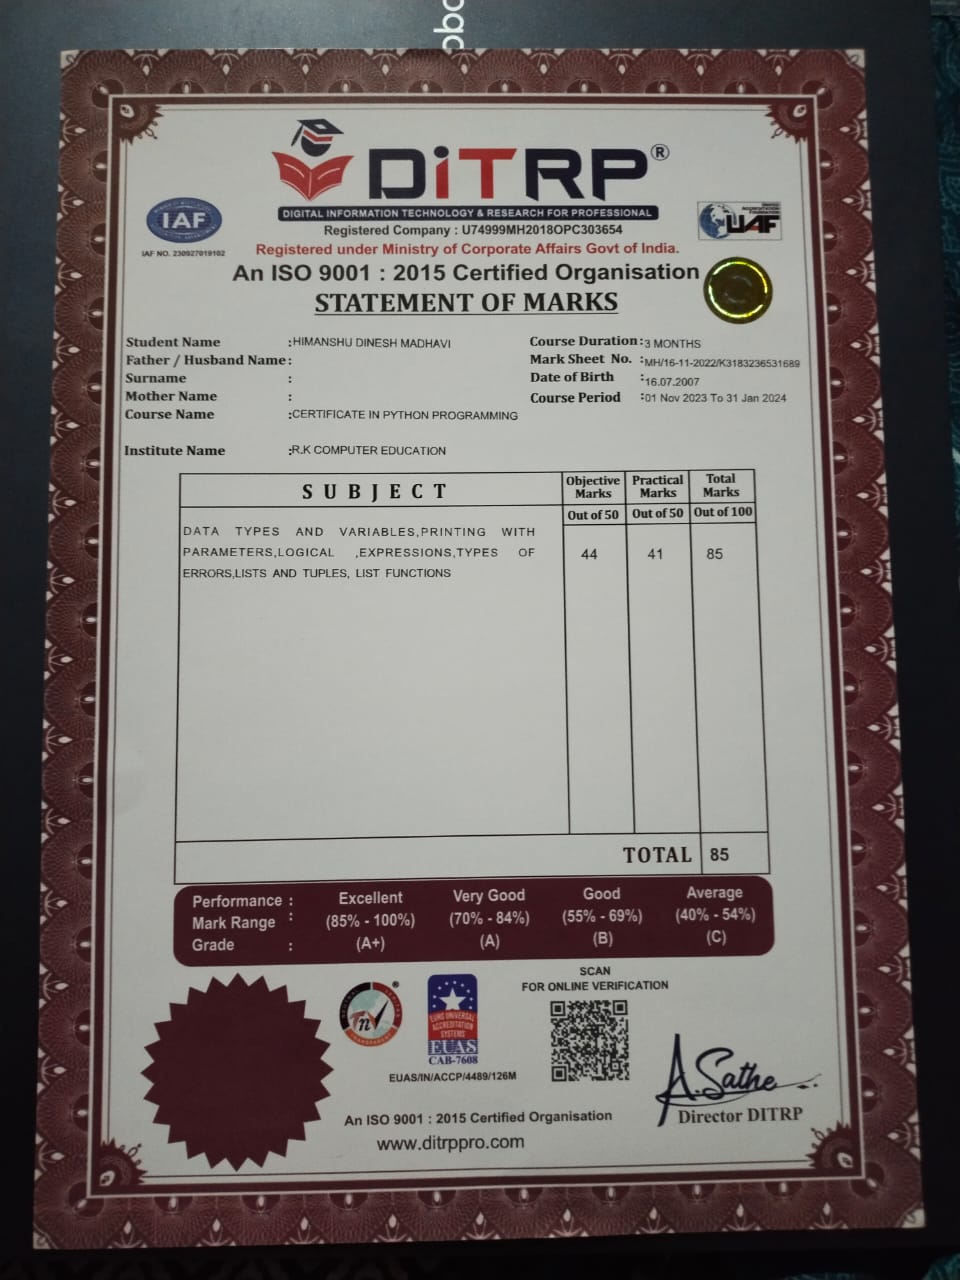 obo
DiTRP®
DIGITAL INFORMATION TECHNOLOGY & RESEARCH FOR PROFESSIONAL
IAF
IAF NO. 230927019102
UNITED ACCREDITATION FOUNDATION
UAF
Registered Company : U74999MH2018OPC303654
Registered under Ministry of Corporate Affairs Govt of India.
An ISO 9001 : 2015 Certified Organisation
STATEMENT OF MARKS
Student Name :HIMANSHU DINESH MADHAVI
Father / Husband Name :
Surname :
Mother Name :
Course Name :CERTIFICATE IN PYTHON PROGRAMMING
Institute Name :R.K COMPUTER EDUCATION
Course Duration :3 MONTHS
Mark Sheet No. :MH/16-11-2022/K3183236531689
Date of Birth :16.07.2007
Course Period :01 Nov 2023 To 31 Jan 2024
SUBJECT Objective Marks Practical Marks Total Marks
Out of 50 Out of 50 Out of 100
DATA TYPES AND VARIABLES,PRINTING WITH
PARAMETERS,LOGICAL ,EXPRESSIONS,TYPES OF 44 41 85
ERRORS,LISTS AND TUPLES, LIST FUNCTIONS
TOTAL 85
Performance : Excellent Very Good Good Average
Mark Range : (85% - 100%) (70% - 84%) (55% - 69%) (40% - 54%)
Grade : (A+) (A) (B) (C)
EURO UNIVERSAL
ACCREDITATION
SYSTEMS
EUAS
CAB-7608
EUAS/IN/ACCP/4489/126M
SCAN
FOR ONLINE VERIFICATION
A.Sathe
Director DITRP
An ISO 9001 : 2015 Certified Organisation
www.ditrppro.com